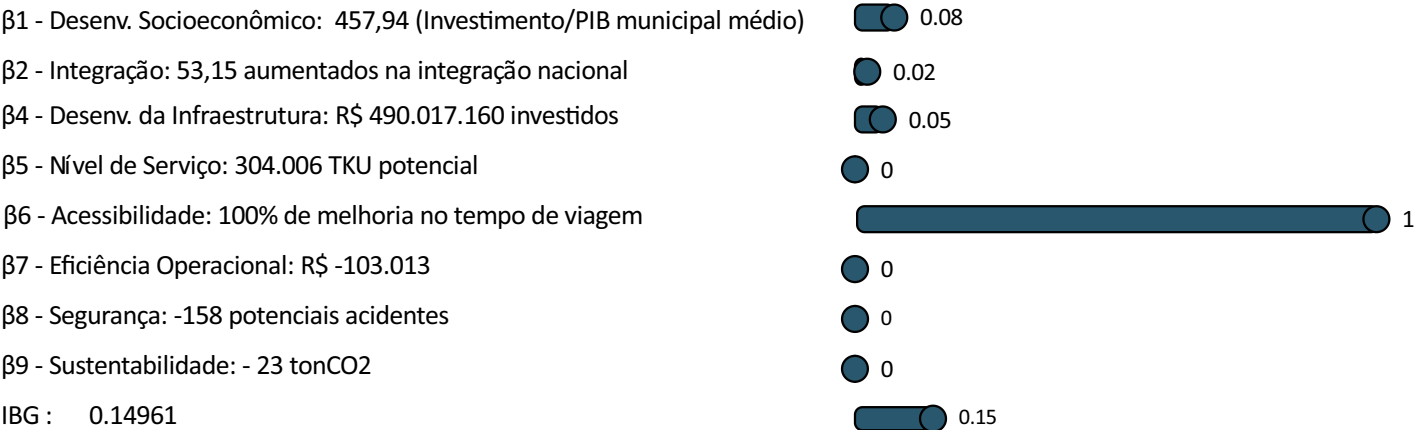 β1 - Desenv. Socioeconômico: 457,94 (Investimento/PIB municipal médio) 0.08
β2 - Integração: 53,15 aumentados na integração nacional 0.02
β4 - Desenv. da Infraestrutura: R$ 490.017.160 investidos 0.05
β5 - Nível de Serviço: 304.006 TKU potencial 0
β6 - Acessibilidade: 100% de melhoria no tempo de viagem 1
β7 - Eficiência Operacional: R$ -103.013 0
β8 - Segurança: -158 potenciais acidentes 0
β9 - Sustentabilidade: - 23 tonCO2 0
IBG : 0.14961 0.15